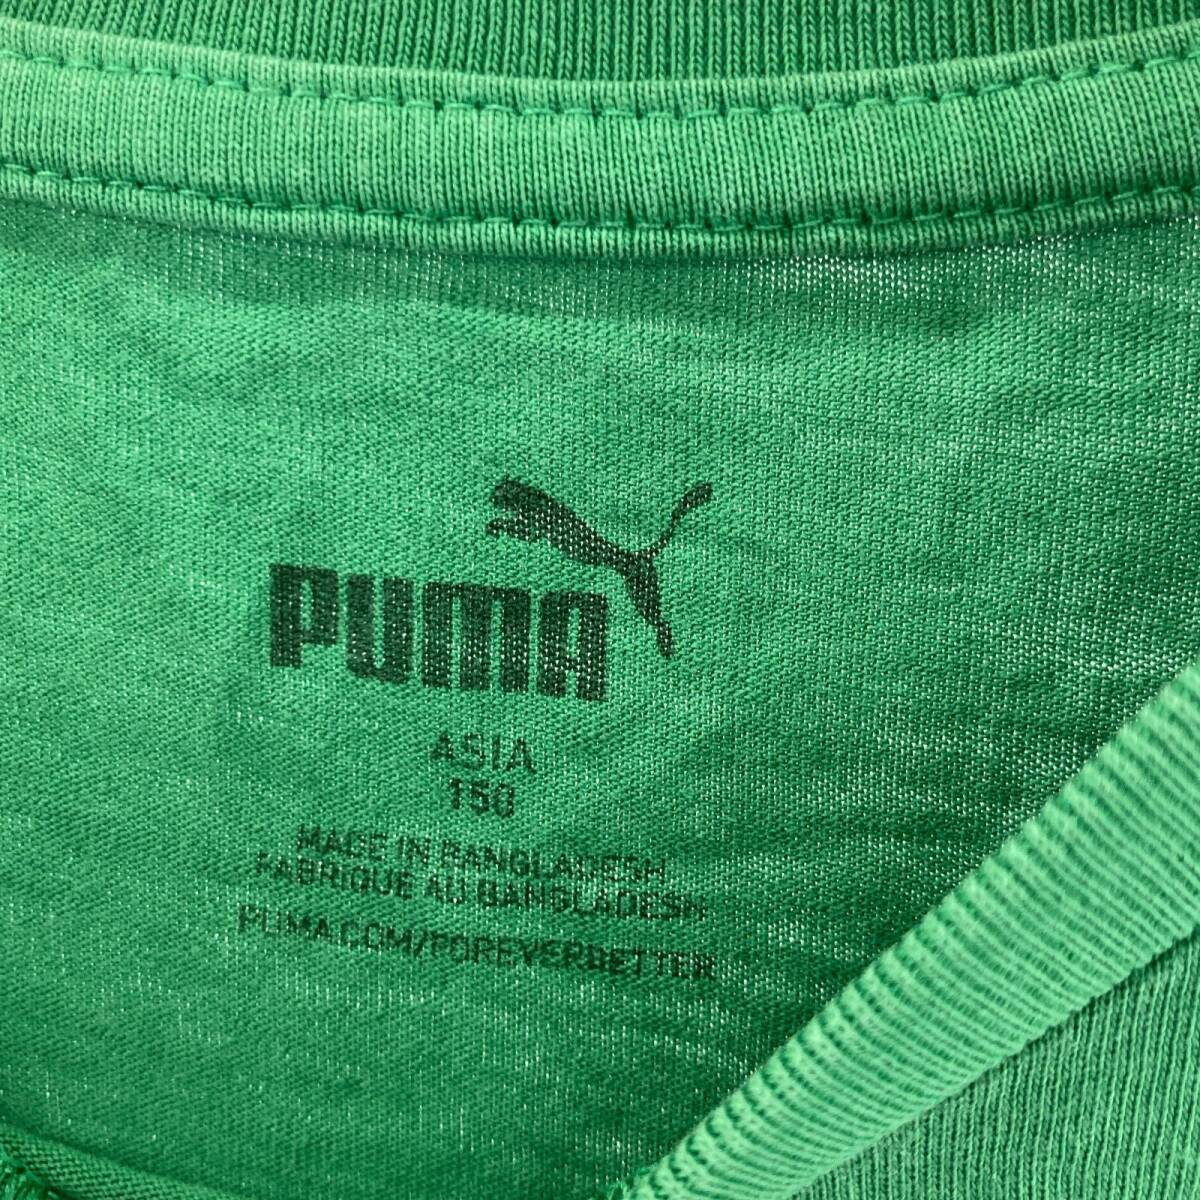 PUMA
ASIA
150
MADE IN BANGLADESH
FABRIQUE AU BANGLADESH
PUMA.COM/FOREVERBETTER